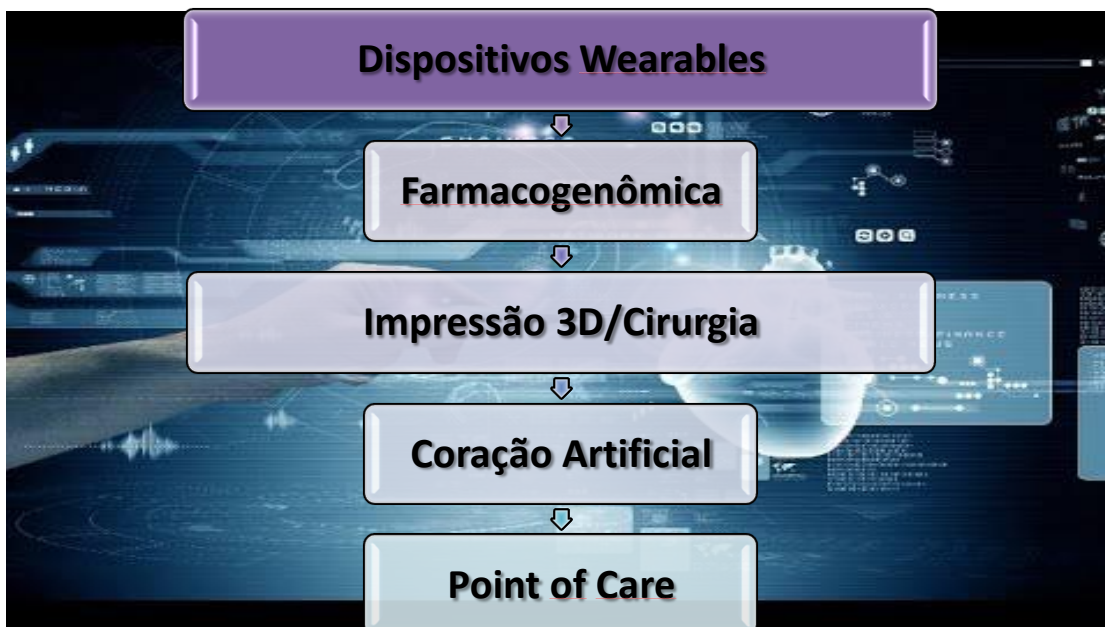 Dispositivos Wearables
Farmacogenômica
Impressão 3D/Cirurgia
Coração Artificial
Point of Care